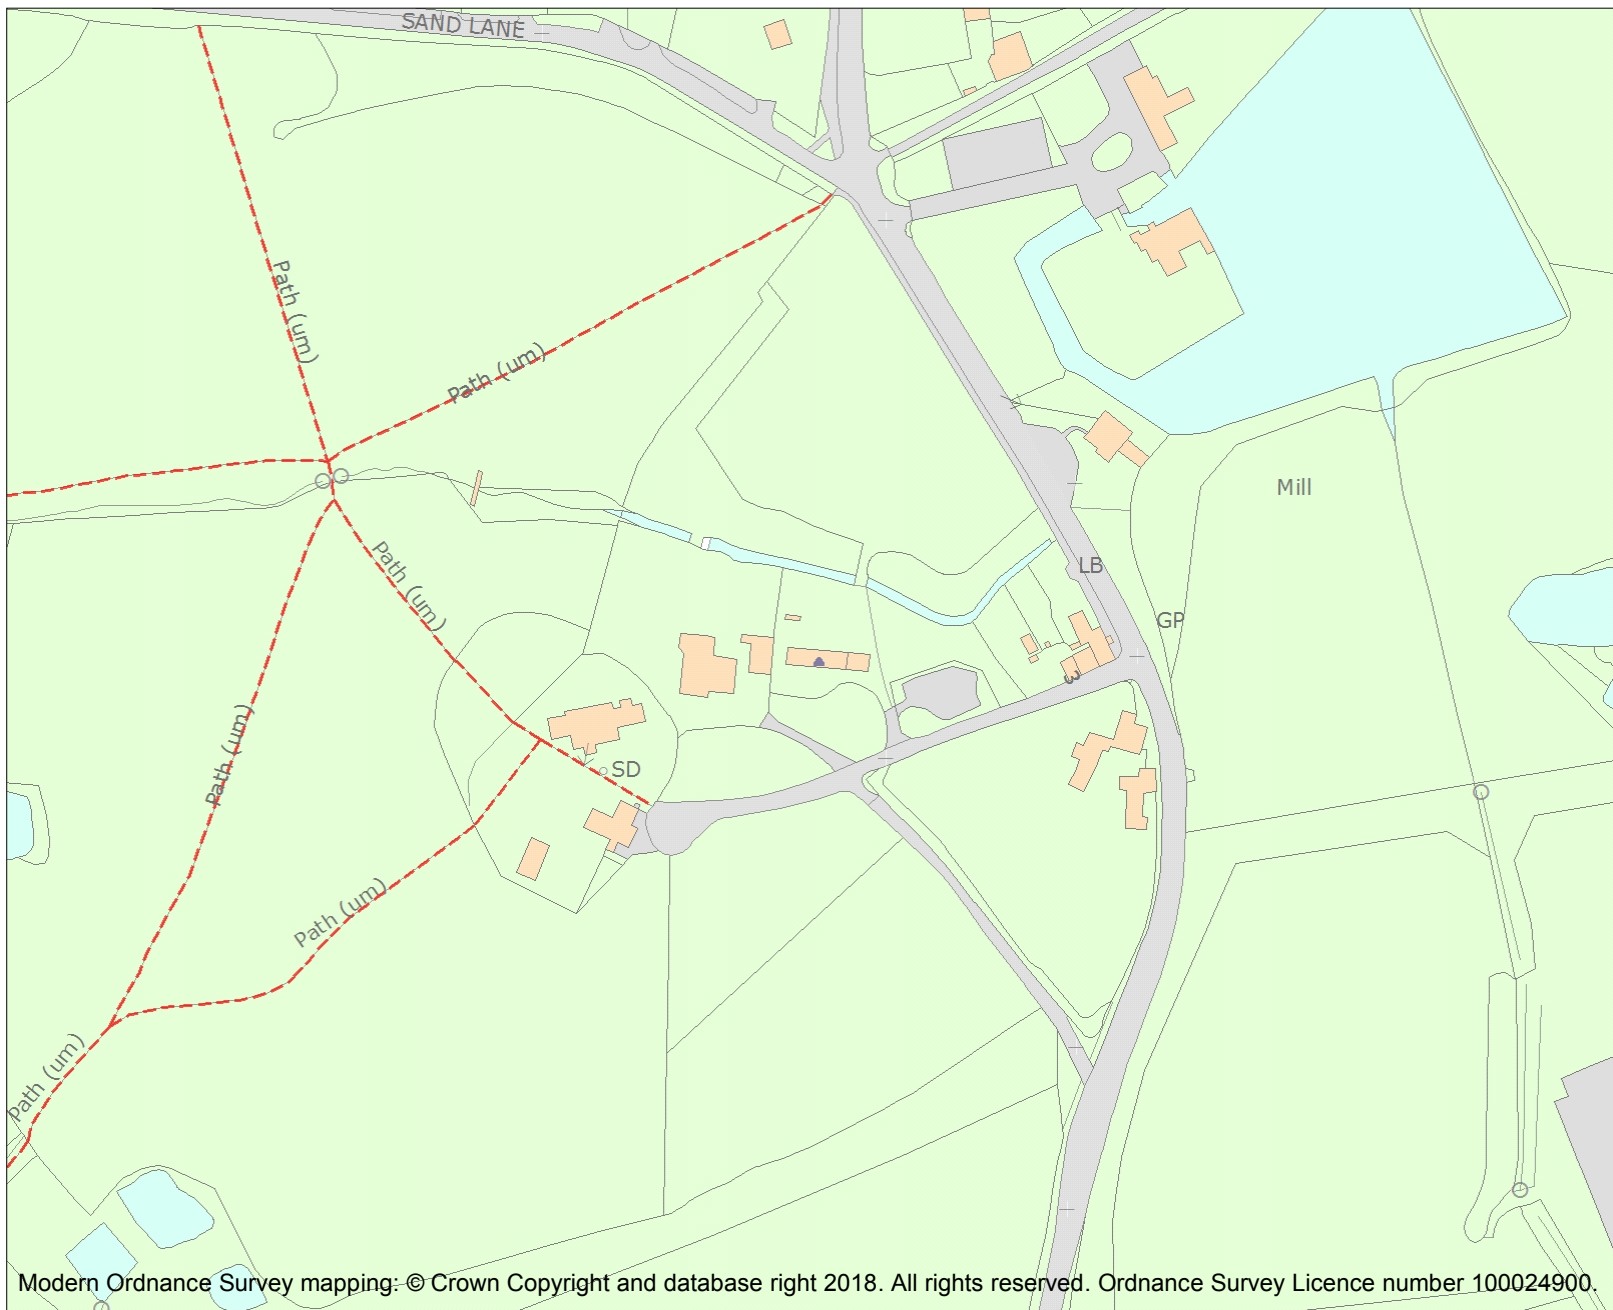 SAND LANE
Path (um)
Path (um)
Mill
LB
Path (um)
GP
3
Path (um)
SD
Path (um)
Path (um)
Modern Ordnance Survey mapping: © Crown Copyright and database right 2018. All rights reserved. Ordnance Survey Licence number 100024900.